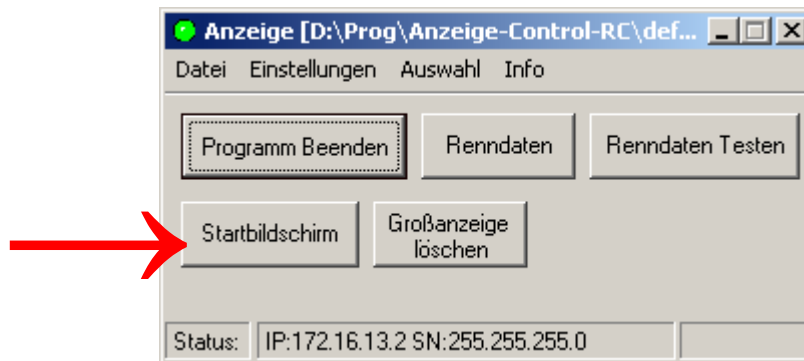 Anzeige [D:\Prog\Anzeige-Control-RC\def...
Datei Einstellungen Auswahl Info
Programm Beenden Renndaten Renndaten Testen
Startbildschirm Großanzeige
löschen
Status: IP:172.16.13.2 SN:255.255.255.0